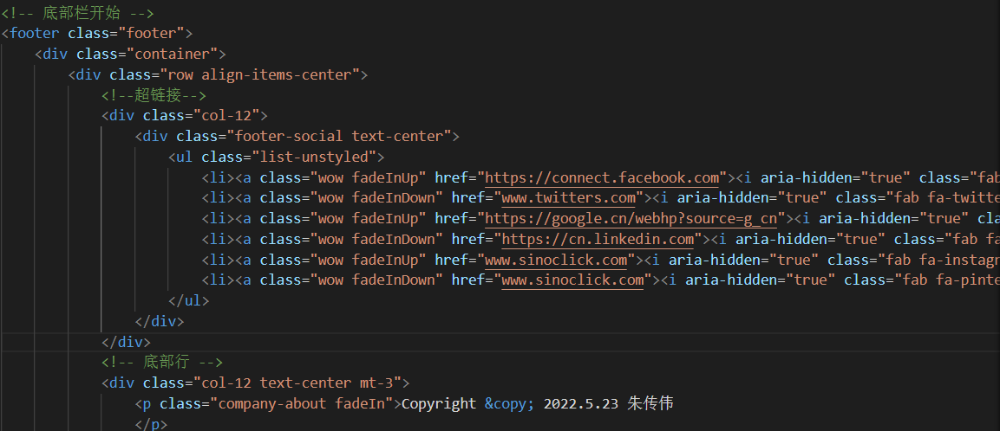 <!-- 底部栏开始 -->
<footer class="footer">
<div class="container">
<div class="row align-items-center">
<!--超链接-->
<div class="col-12">
<div class="footer-social text-center">
<ul class="list-unstyled">
<li><a class="wow fadeInUp" href="https://connect.facebook.com"><i aria-hidden="true" class="fab
<li><a class="wow fadeInDown" href="www.twitters.com"><i aria-hidden="true" class="fab fa-twitte
<li><a class="wow fadeInUp" href="https://google.cn/webhp?source=g_cn"><i aria-hidden="true" cla
<li><a class="wow fadeInDown" href="https://cn.linkedin.com"><i aria-hidden="true" class="fab fa
<li><a class="wow fadeInUp" href="www.sinoclick.com"><i aria-hidden="true" class="fab fa-instagr
<li><a class="wow fadeInDown" href="www.sinoclick.com"><i aria-hidden="true" class="fab fa-pinte
</ul>
</div>
</div>
<!-- 底部行 -->
<div class="col-12 text-center mt-3">
<p class="company-about fadeIn">Copyright &copy; 2022.5.23 朱传伟
</p>